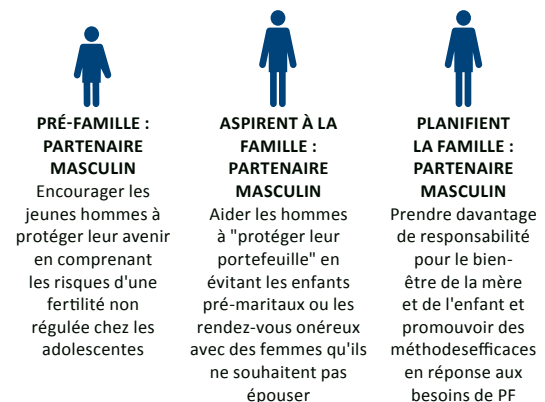 PRÉ-FAMILLE :
PARTENAIRE
MASCULIN
Encourager les
jeunes hommes à
protéger leur avenir
en comprenant
les risques d'une
fertilité non
régulée chez les
adolescentes
ASPIRENT À LA
FAMILLE :
PARTENAIRE
MASCULIN
Aider les hommes
à "protéger leur
portefeuille" en
évitant les enfants
pré-maritaux ou les
rendez-vous onéreux
avec des femmes qu'ils
ne souhaitent pas
épouser
PLANIFIENT
LA FAMILLE :
PARTENAIRE
MASCULIN
Prendre davantage
de responsabilité
pour le bien-
être de la mère
et de l'enfant et
promouvoir des
méthodesefficaces
en réponse aux
besoins de PF